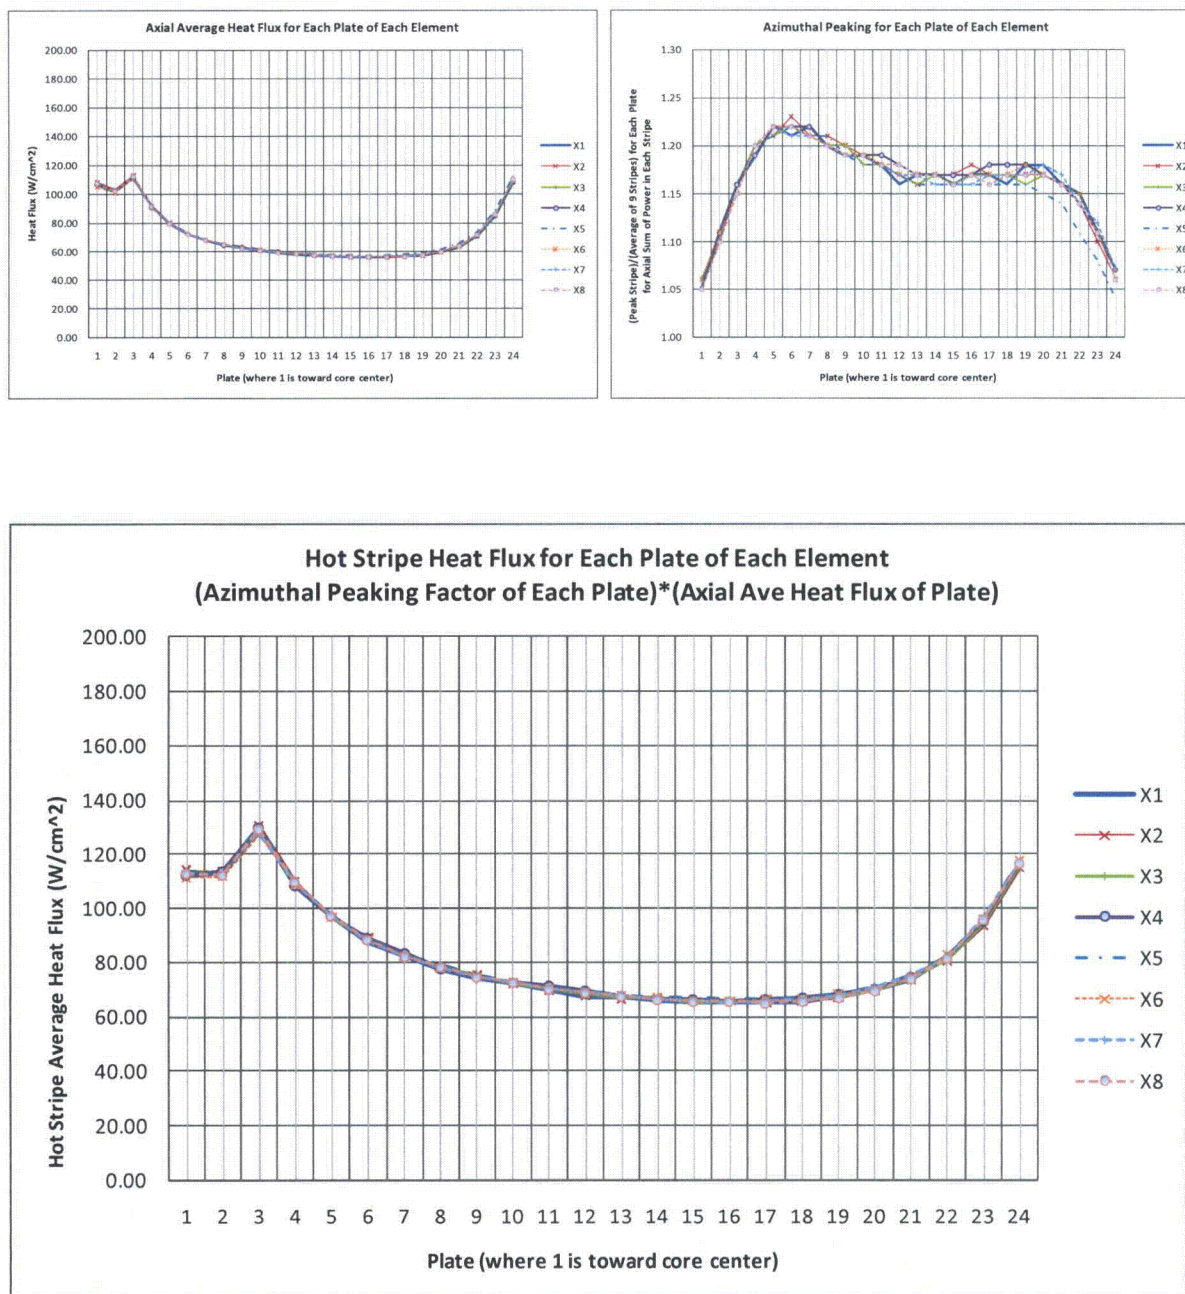 Axial Average Heat Flux for Each Plate of Each Element
200.00
180.00
160.00
140.00
120.00
100.00
80.00
60.00
40.00
20.00
0.00
Heat Flux (W/cm^2)
1 2 3 4 5 6 7 8 9 10 11 12 13 14 15 16 17 18 19 20 21 22 23 24
Plate (where 1 is toward core center)
X1
X2
X3
X4
X5
X6
X7
X8
Azimuthal Peaking for Each Plate of Each Element
1.30
1.25
1.20
1.15
1.10
1.05
1.00
(Peak Stripe)/(Average of 9 Stripes) for Each Plate
for Axial Sum of Power in Each Stripe
1 2 3 4 5 6 7 8 9 10 11 12 13 14 15 16 17 18 19 20 21 22 23 24
Plate (where 1 is toward core center)
X1
X2
X3
X4
X5
X6
X7
X8
Hot Stripe Heat Flux for Each Plate of Each Element
(Azimuthal Peaking Factor of Each Plate)*(Axial Ave Heat Flux of Plate)
200.00
180.00
160.00
140.00
120.00
100.00
80.00
60.00
40.00
20.00
0.00
Hot Stripe Average Heat Flux (W/cm^2)
1 2 3 4 5 6 7 8 9 10 11 12 13 14 15 16 17 18 19 20 21 22 23 24
Plate (where 1 is toward core center)
X1
X2
X3
X4
X5
X6
X7
X8